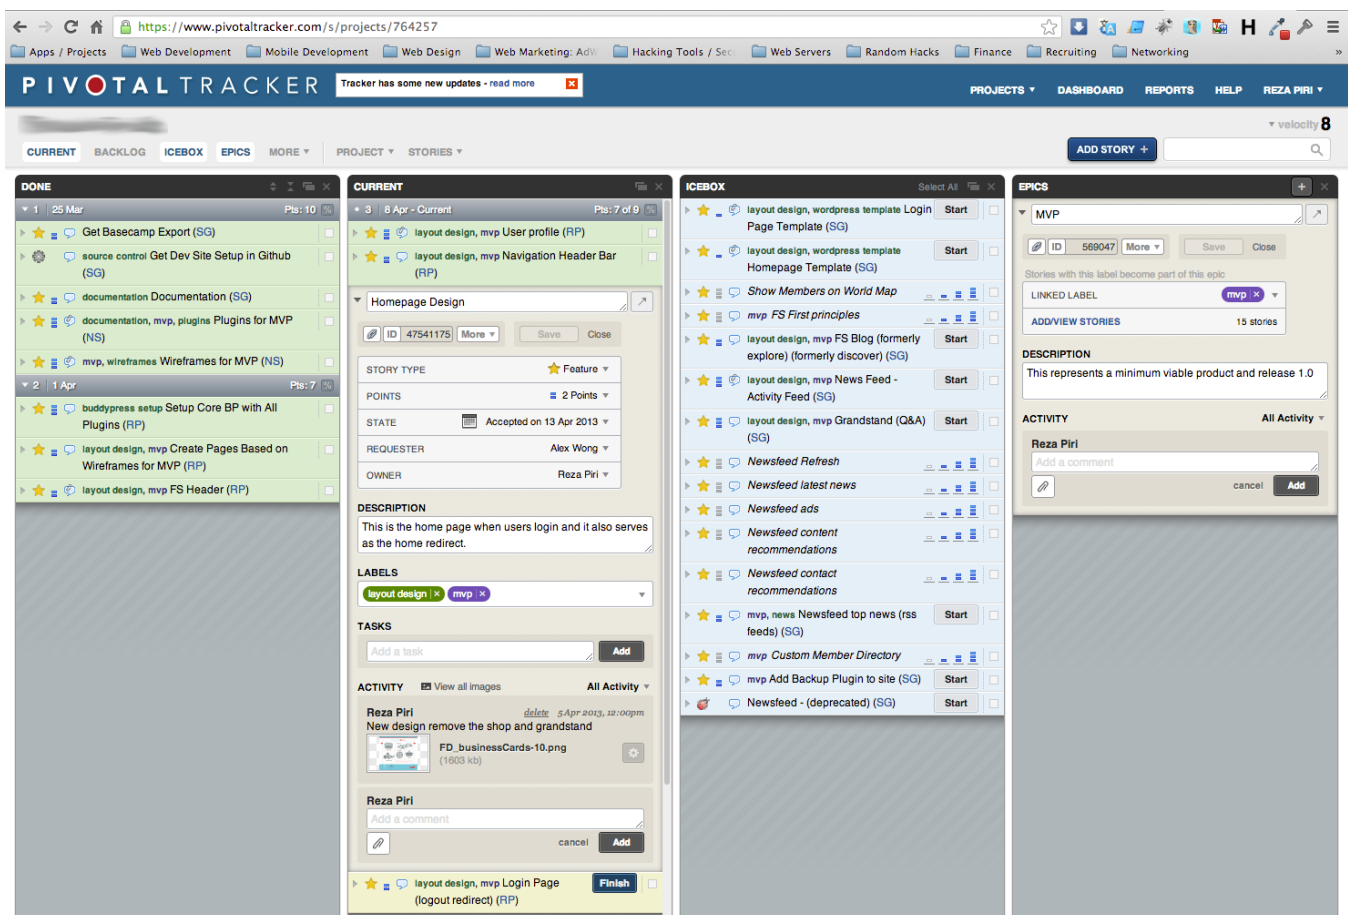 https://www.pivotaltracker.com/s/projects/764257
Apps / Projects Web Development Mobile Development Web Design Web Marketing: AdW Hacking Tools / Sec Web Servers Random Hacks Finance Recruiting Networking »
PIVOTALTRACKER
Tracker has some new updates - read more
PROJECTS DASHBOARD REPORTS HELP REZA PIRI
velocity 8
CURRENT BACKLOG ICEBOX EPICS MORE PROJECT STORIES
ADD STORY +
DONE
1 25 Mar Pts: 10
Get Basecamp Export (SG)
source control Get Dev Site Setup in Github
(SG)
documentation Documentation (SG)
documentation, mvp, plugins Plugins for MVP
(NS)
mvp, wireframes Wireframes for MVP (NS)
2 1 Apr Pts: 7
buddypress setup Setup Core BP with All
Plugins (RP)
layout design, mvp Create Pages Based on
Wireframes for MVP (RP)
layout design, mvp FS Header (RP)
CURRENT
3 8 Apr - Current Pts: 7 of 9
layout design, mvp User profile (RP)
layout design, mvp Navigation Header Bar
(RP)
Homepage Design
ID 47541175 More Save Close
STORY TYPE Feature
POINTS 2 Points
STATE Accepted on 13 Apr 2013
REQUESTER Alex Wong
OWNER Reza Piri
DESCRIPTION
This is the home page when users login and it also serves
as the home redirect.
LABELS
layout design × mvp ×
TASKS
Add a task Add
ACTIVITY View all images All Activity
Reza Piri delete 5 Apr 2013, 12:00pm
New design remove the shop and grandstand
FD_businessCards-10.png
(1603 kb)
Reza Piri
Add a comment
cancel Add
layout design, mvp Login Page Finish
(logout redirect) (RP)
ICEBOX Select All
layout design, wordpress template Login Start
Page Template (SG)
layout design, wordpress template Start
Homepage Template (SG)
Show Members on World Map
mvp FS First principles
layout design, mvp FS Blog (formerly Start
explore) (formerly discover) (SG)
layout design, mvp News Feed - Start
Activity Feed (SG)
layout design, mvp Grandstand (Q&A) Start
(SG)
Newsfeed Refresh
Newsfeed latest news
Newsfeed ads
Newsfeed content
recommendations
Newsfeed contact
recommendations
mvp, news Newsfeed top news (rss Start
feeds) (SG)
mvp Custom Member Directory
mvp Add Backup Plugin to site (SG) Start
Newsfeed - (deprecated) (SG) Start
EPICS +
MVP
ID 569047 More Save Close
Stories with this label become part of this epic
LINKED LABEL mvp ×
ADD/VIEW STORIES 15 stories
DESCRIPTION
This represents a minimum viable product and release 1.0
ACTIVITY All Activity
Reza Piri
Add a comment
cancel Add